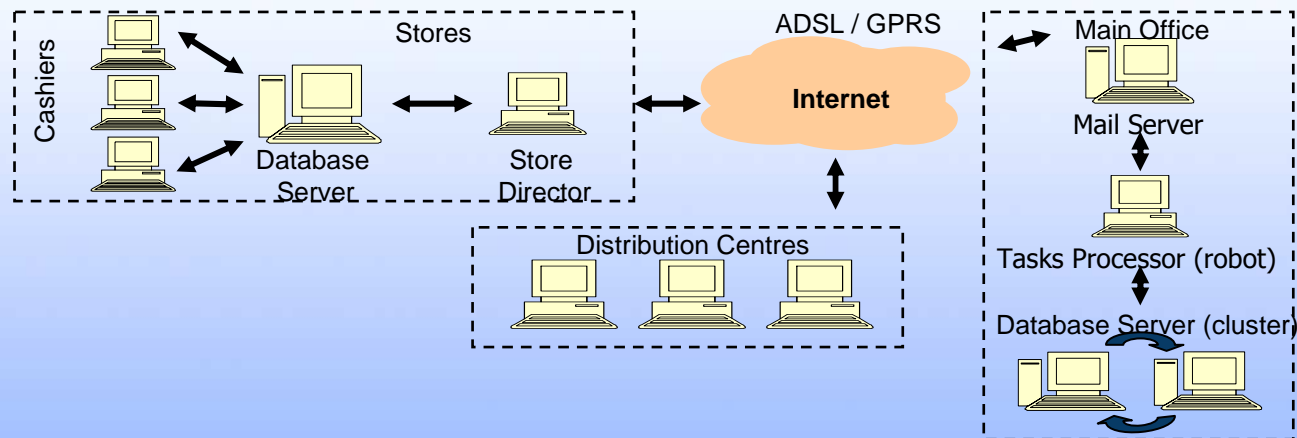 Stores
Cashiers
Database
Server
Store
Director
ADSL / GPRS
Internet
Distribution Centres
Main Office
Mail Server
Tasks Processor (robot)
Database Server (cluster)